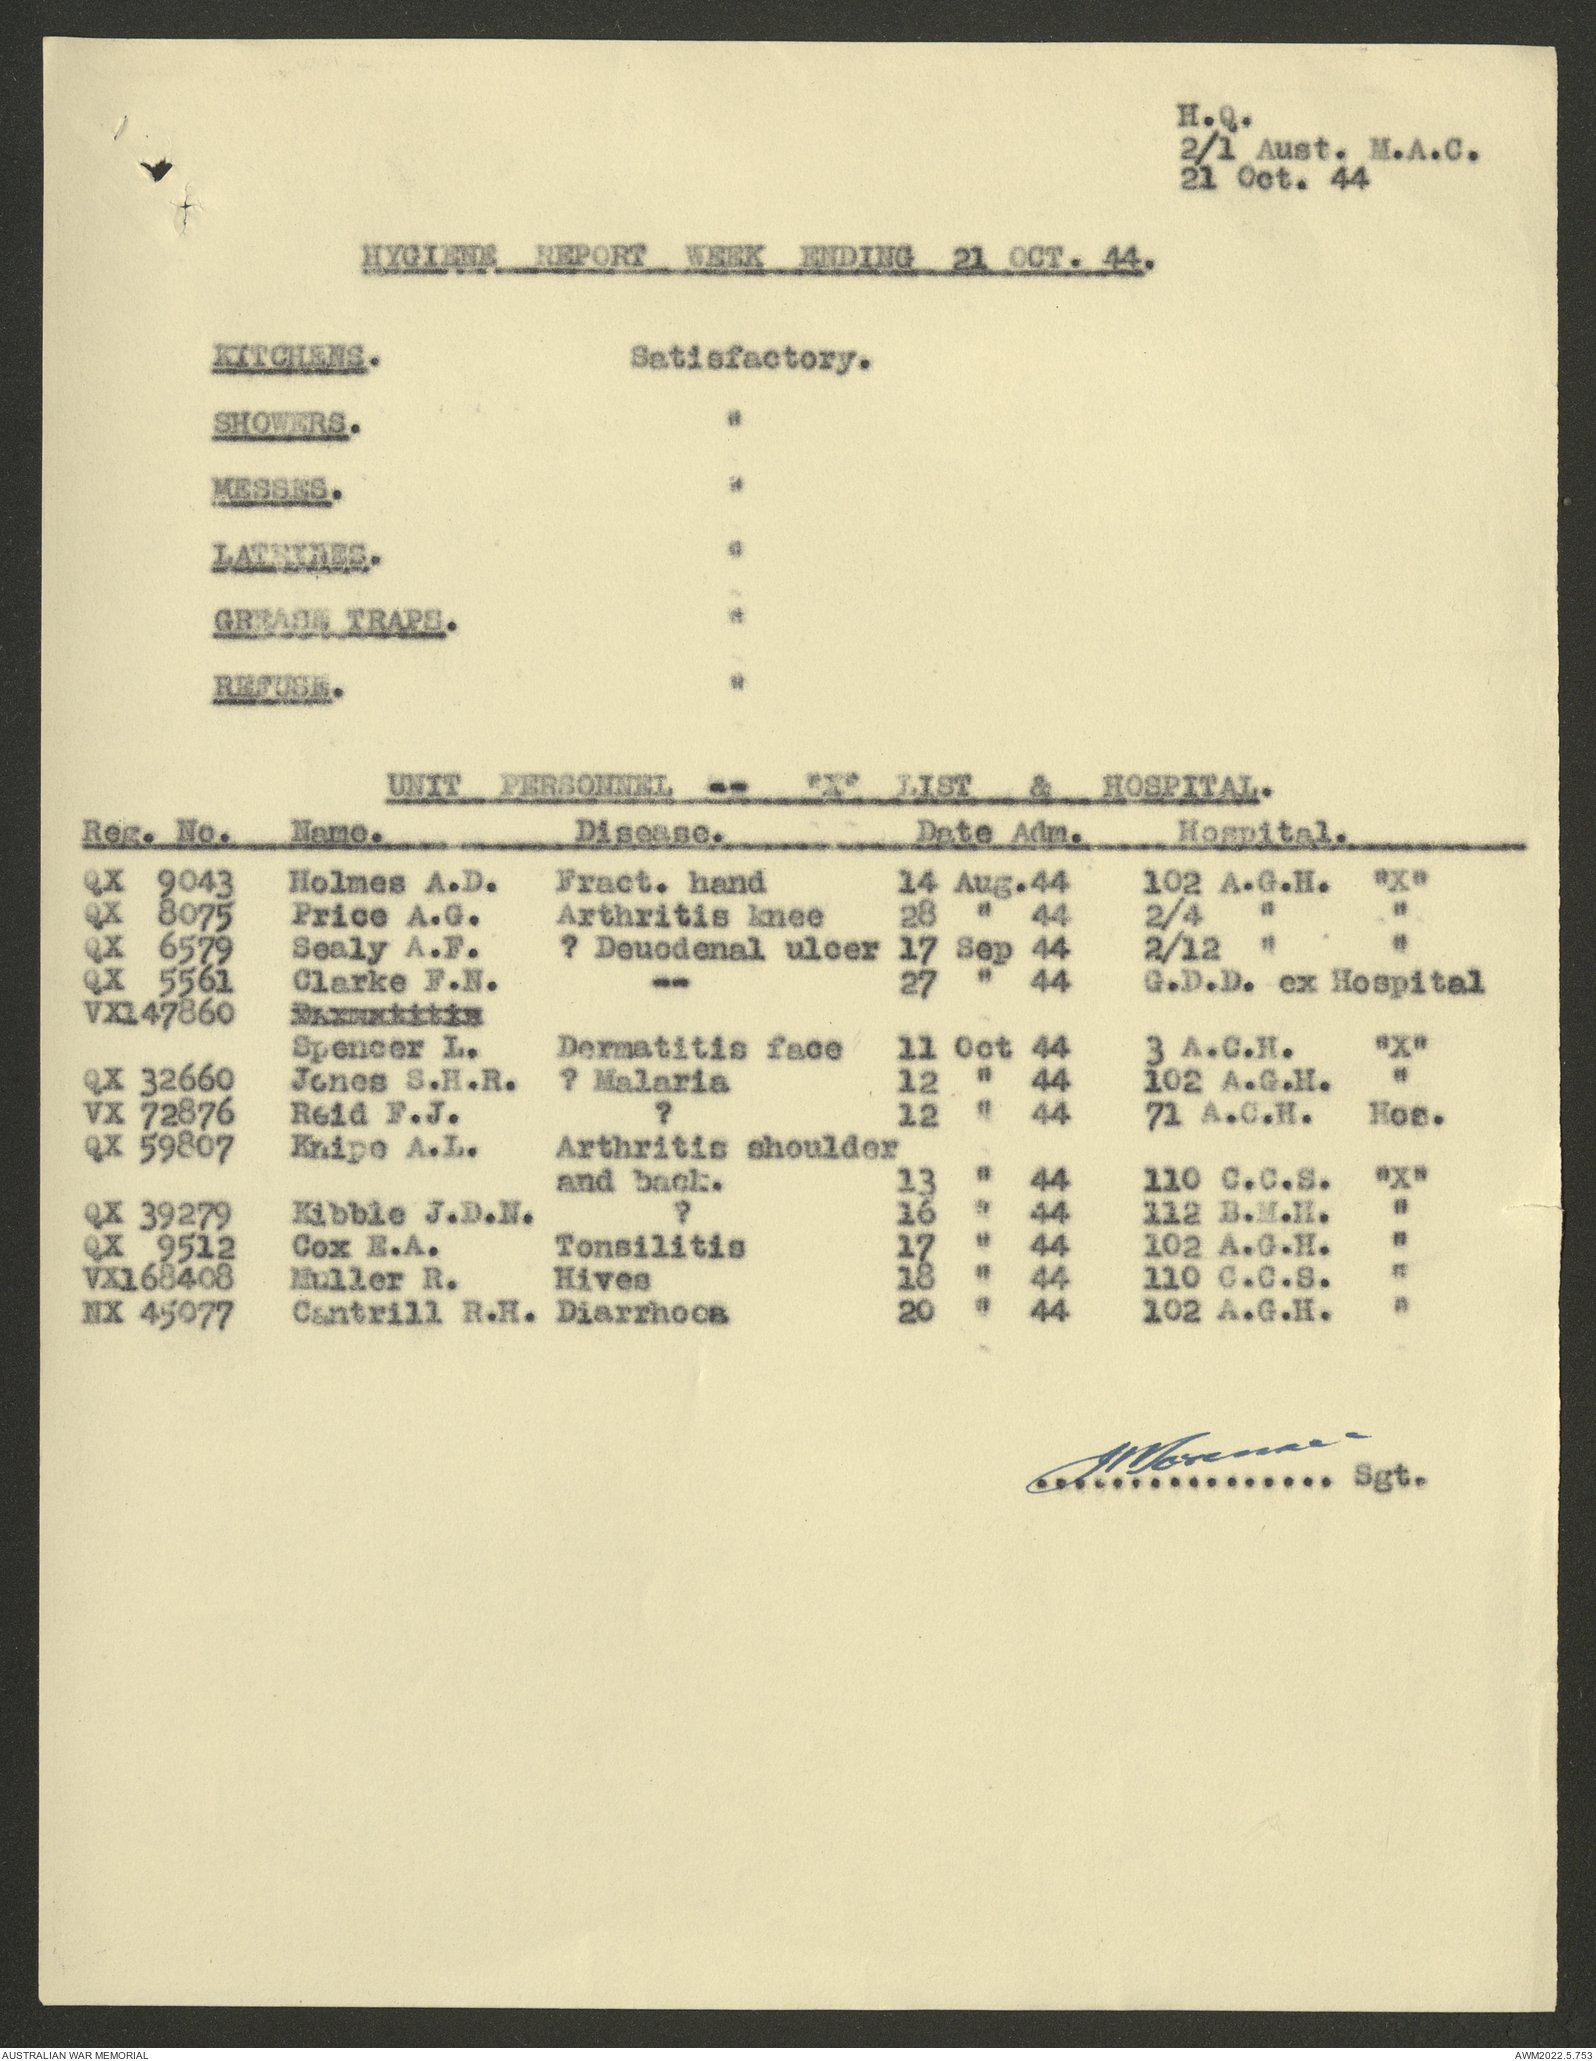 H.Q.
2/1 Aust. M.A.C.
21 Oct. 44
HYGIENE REPORT WEEK ENDING 21 OCT. 44.
KITCHENS. Satisfactory.
SHOWERS. "
MESSES. "
LATRINES. "
GREASE TRAPS. "
REFUSE. "
UNIT PERSONNEL -- "X" LIST & HOSPITAL.
Reg. No. Name. Disease. Date Adm. Hospital.
QX 9043 Holmes A.D. Fract. hand 14 Aug.44 102 A.G.H. "X"
QX 8075 Price A.G. Arthritis knee 28 " 44 2/4 " "
QX 6579 Sealy A.F. ? Deuodenal ulcer 17 Sep 44 2/12 " "
QX 5561 Clarke F.N. -- 27 " 44 G.D.D. ex Hospital
VX147860
Spencer L. Dermatitis face 11 Oct 44 3 A.C.H. "X"
QX 32660 Jones S.H.R. ? Malaria 12 " 44 102 A.G.H. "
VX 72876 Reid F.J. ? 12 " 44 71 A.C.H. Hos.
QX 59807 Knipe A.L. Arthritis shoulder
and back. 13 " 44 110 C.C.S. "X"
QX 39279 Kibble J.D.N. ? 16 " 44 112 B.M.H. "
QX 9512 Cox E.A. Tonsilitis 17 " 44 102 A.G.H. "
VX168408 Muller R. Hives 18 " 44 110 C.C.S. "
NX 45077 Cantrill R.H. Diarrhoea 20 " 44 102 A.G.H. "
................ Sgt.
AUSTRALIAN WAR MEMORIAL AWM2022.5.753